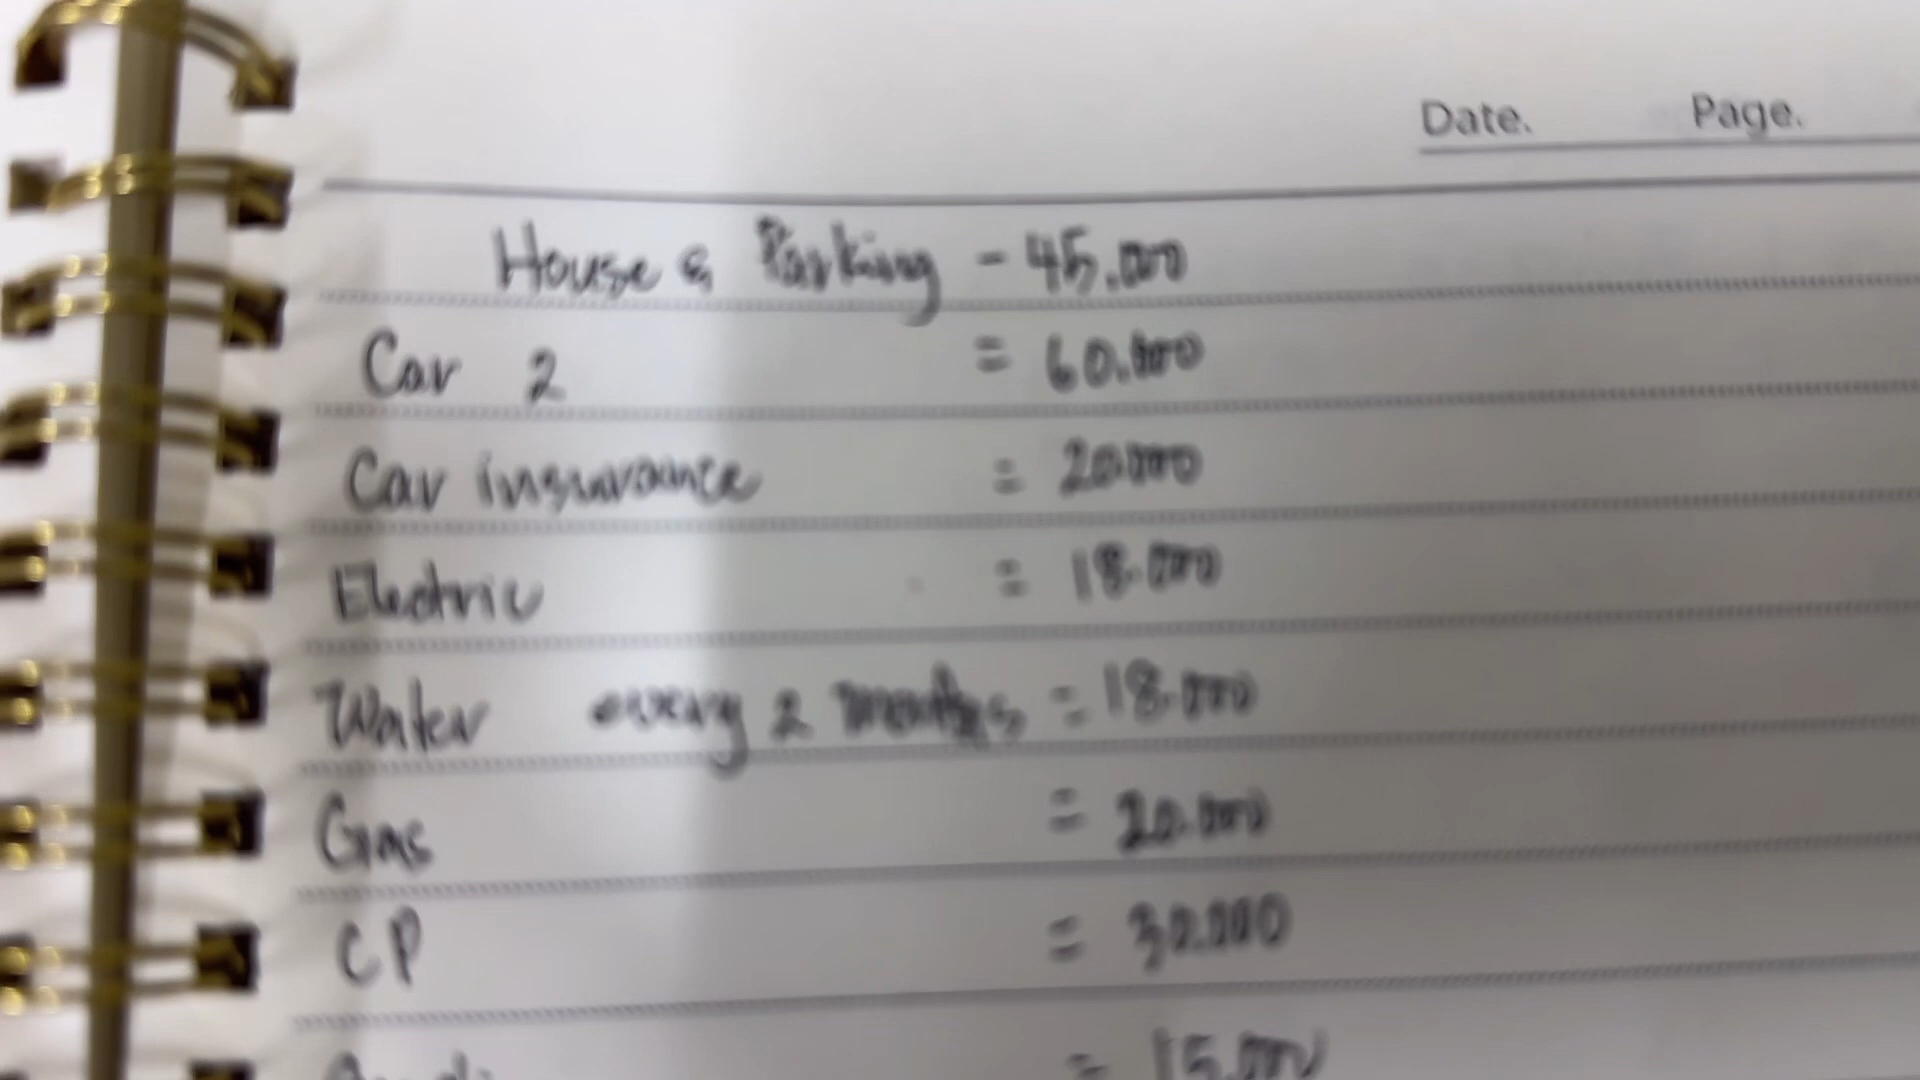 Date. Page.
House & Parking - 45.000
Car 2 = 60.000
Car insurance = 20.000
Electric = 18.000
Water every 2 months = 18.000
Gas = 20.000
CP = 30.000
= 15.000